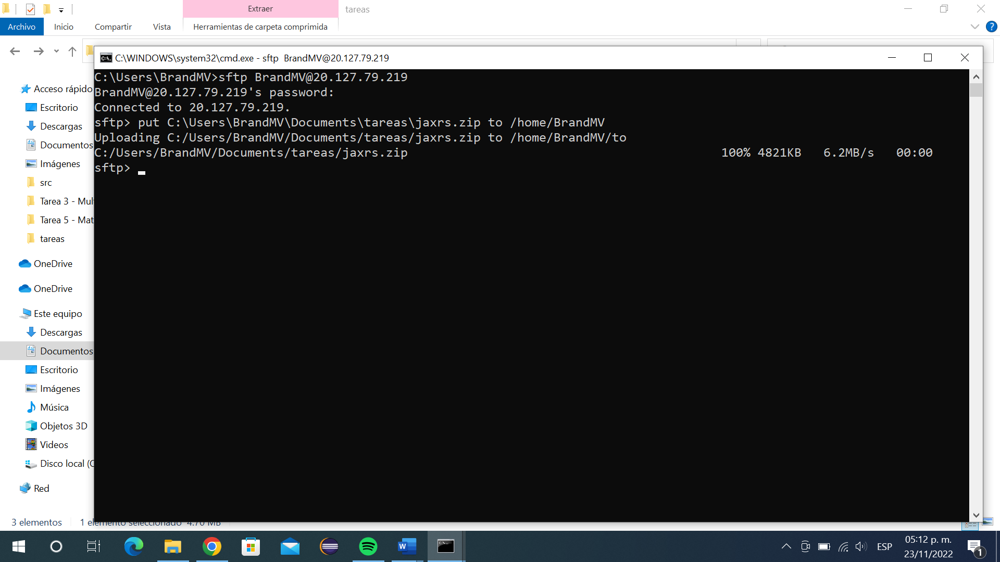 Extraer
tareas
Archivo
Inicio
Compartir
Vista
Herramientas de carpeta comprimida
C:\WINDOWS\system32\cmd.exe - sftp  BrandMV@20.127.79.219
C:\Users\BrandMV>sftp BrandMV@20.127.79.219
BrandMV@20.127.79.219's password:
Connected to 20.127.79.219.
sftp> put C:\Users\BrandMV\Documents\tareas\jaxrs.zip to /home/BrandMV
Uploading C:/Users/BrandMV/Documents/tareas/jaxrs.zip to /home/BrandMV/to
C:/Users/BrandMV/Documents/tareas/jaxrs.zip 100% 4821KB 6.2MB/s 00:00
sftp>
Acceso rápido
Escritorio
Descargas
Documentos
Imágenes
src
Tarea 3 - Mul
Tarea 5 - Mat
tareas
OneDrive
OneDrive
Este equipo
Descargas
Documentos
Escritorio
Imágenes
Música
Objetos 3D
Videos
Disco local (C
Red
3 elementos
1 elemento seleccionado 4.70 MB
ESP
05:12 p. m.
23/11/2022
1